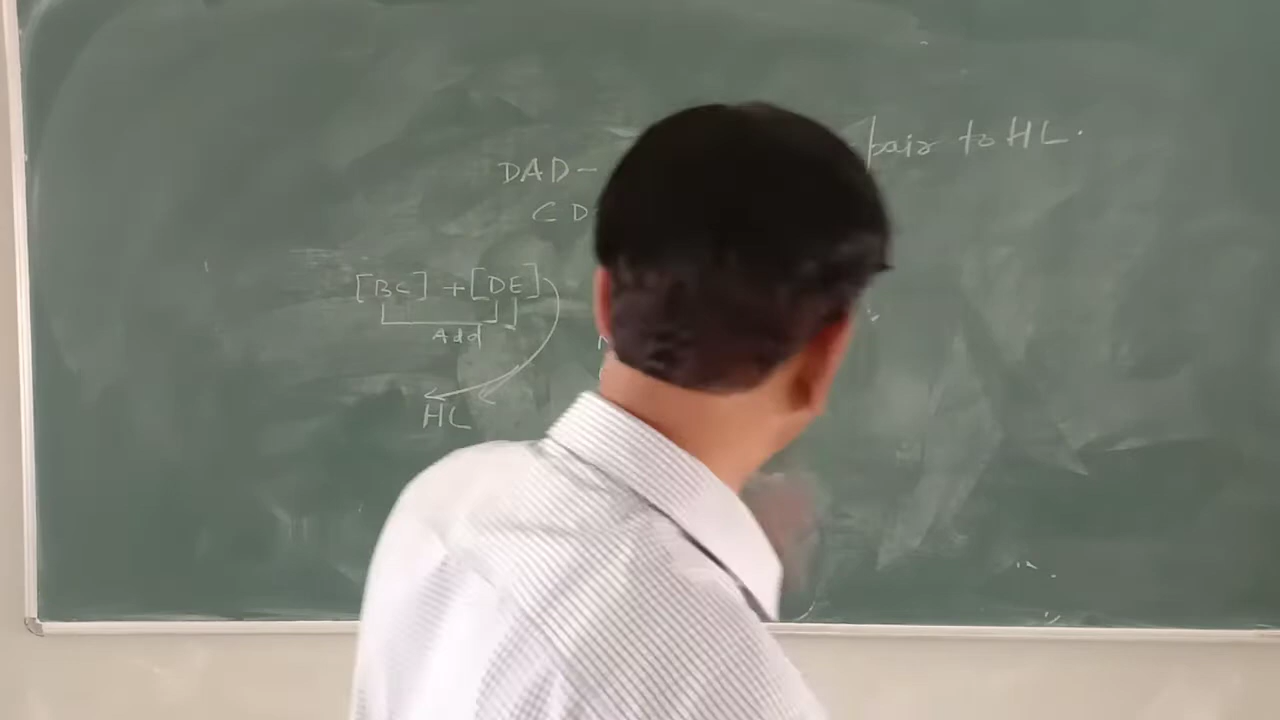 DAD- pair to HL.
CD
[BC] + [DE]
Add
HL